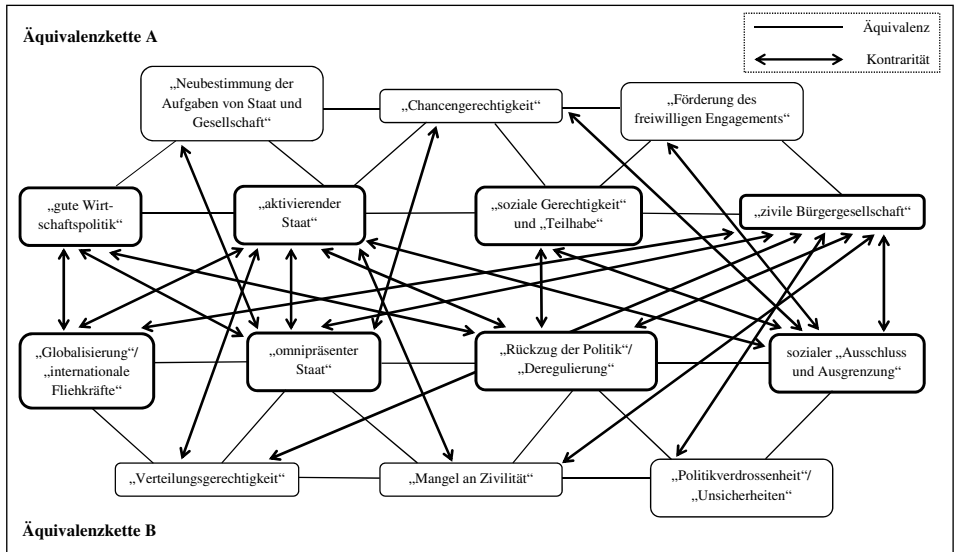 Äquivalenzkette A
Äquivalenz
Kontrarität
„Neubestimmung der
Aufgaben von Staat und
Gesellschaft“
„Chancengerechtigkeit“
„Förderung des
freiwilligen Engagements“
„gute Wirt-
schaftspolitik“
„aktivierender
Staat“
„soziale Gerechtigkeit“
und „Teilhabe“
„zivile Bürgergesellschaft“
„Globalisierung“/
„internationale
Fliehkräfte“
„omnipräsenter
Staat“
„Rückzug der Politik“/
„Deregulierung“
sozialer „Ausschluss
und Ausgrenzung“
„Verteilungsgerechtigkeit“
„Mangel an Zivilität“
„Politikverdrossenheit“/
„Unsicherheiten“
Äquivalenzkette B